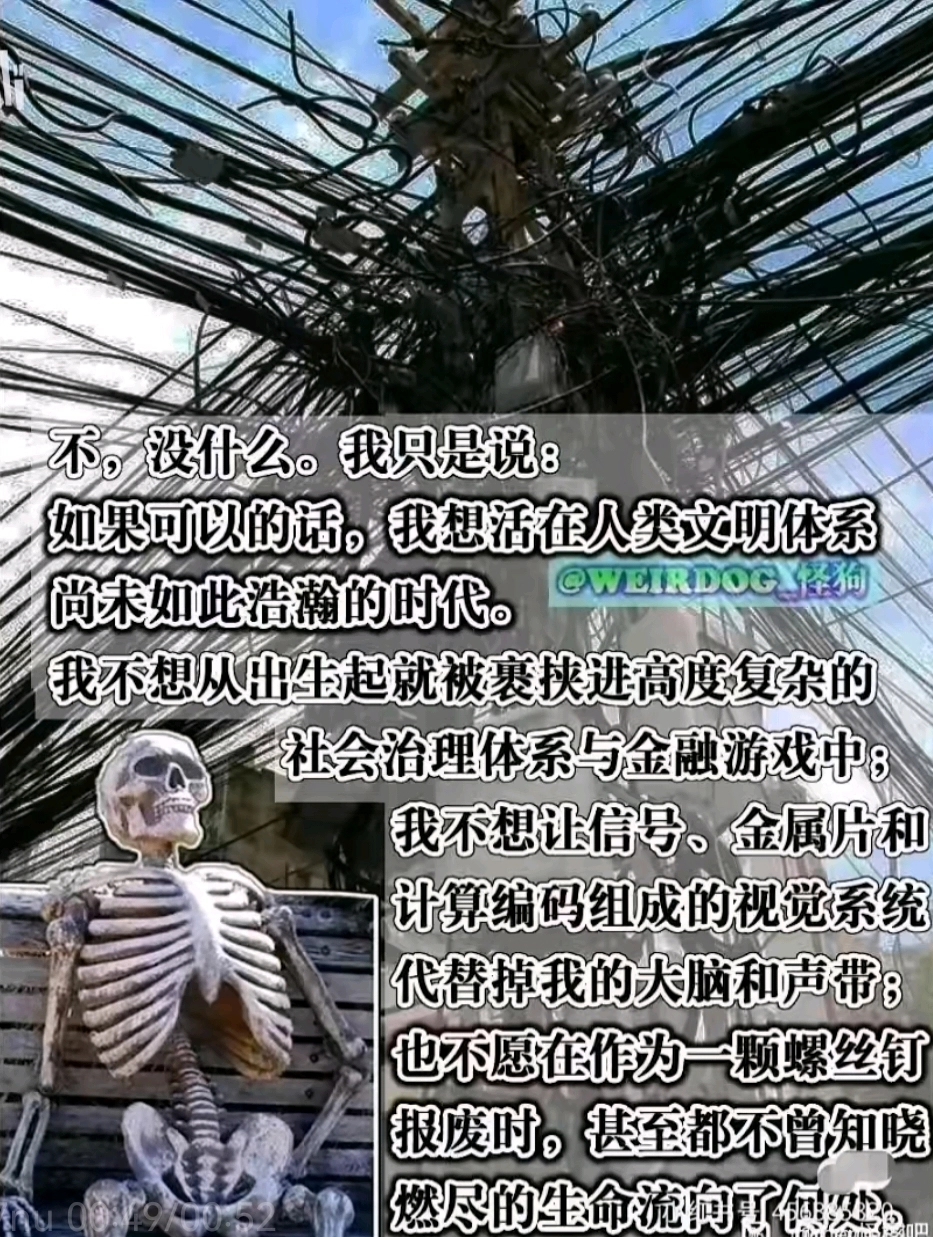 不，没什么。我只是说：
如果可以的话，我想活在人类文明体系
尚未如此浩瀚的时代。
@WEIRDOG_怪狗
我不想从出生起就被裹挟进高度复杂的
社会治理体系与金融游戏中；
我不想让信号、金属片和
计算编码组成的视觉系统
代替掉我的大脑和声带；
也不愿在作为一颗螺丝钉
报废时，甚至都不曾知晓
燃尽的生命流向了何处。